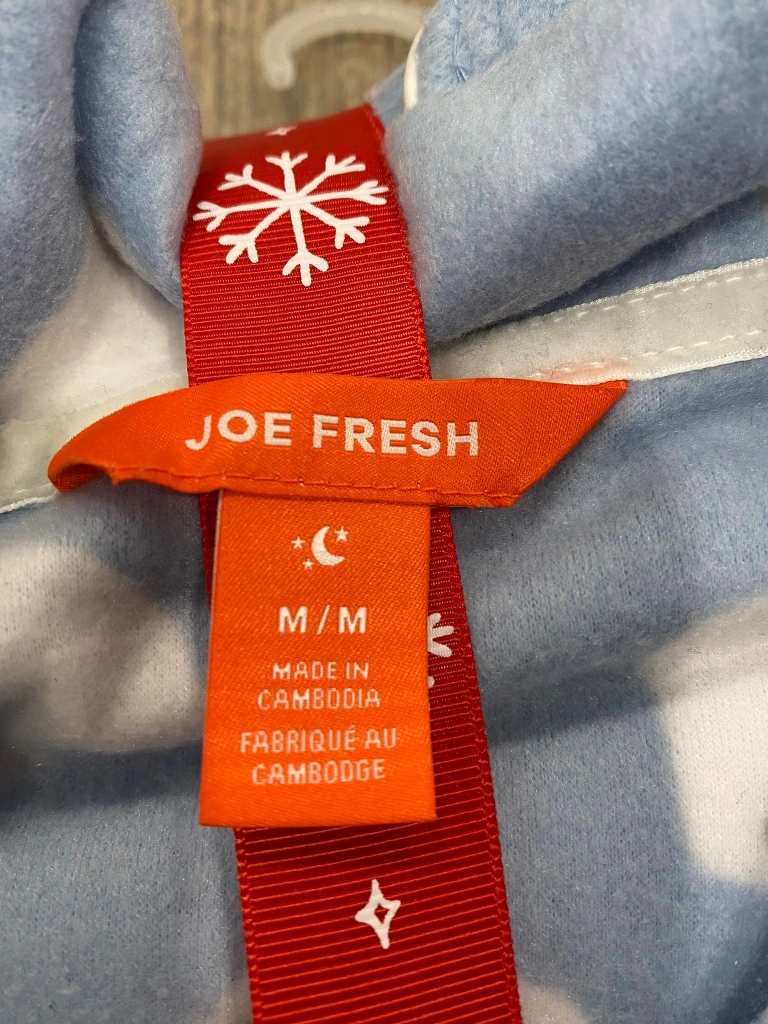 JOE FRESH
M/M
MADE IN
CAMBODIA
FABRIQUÉ AU
CAMBODGE